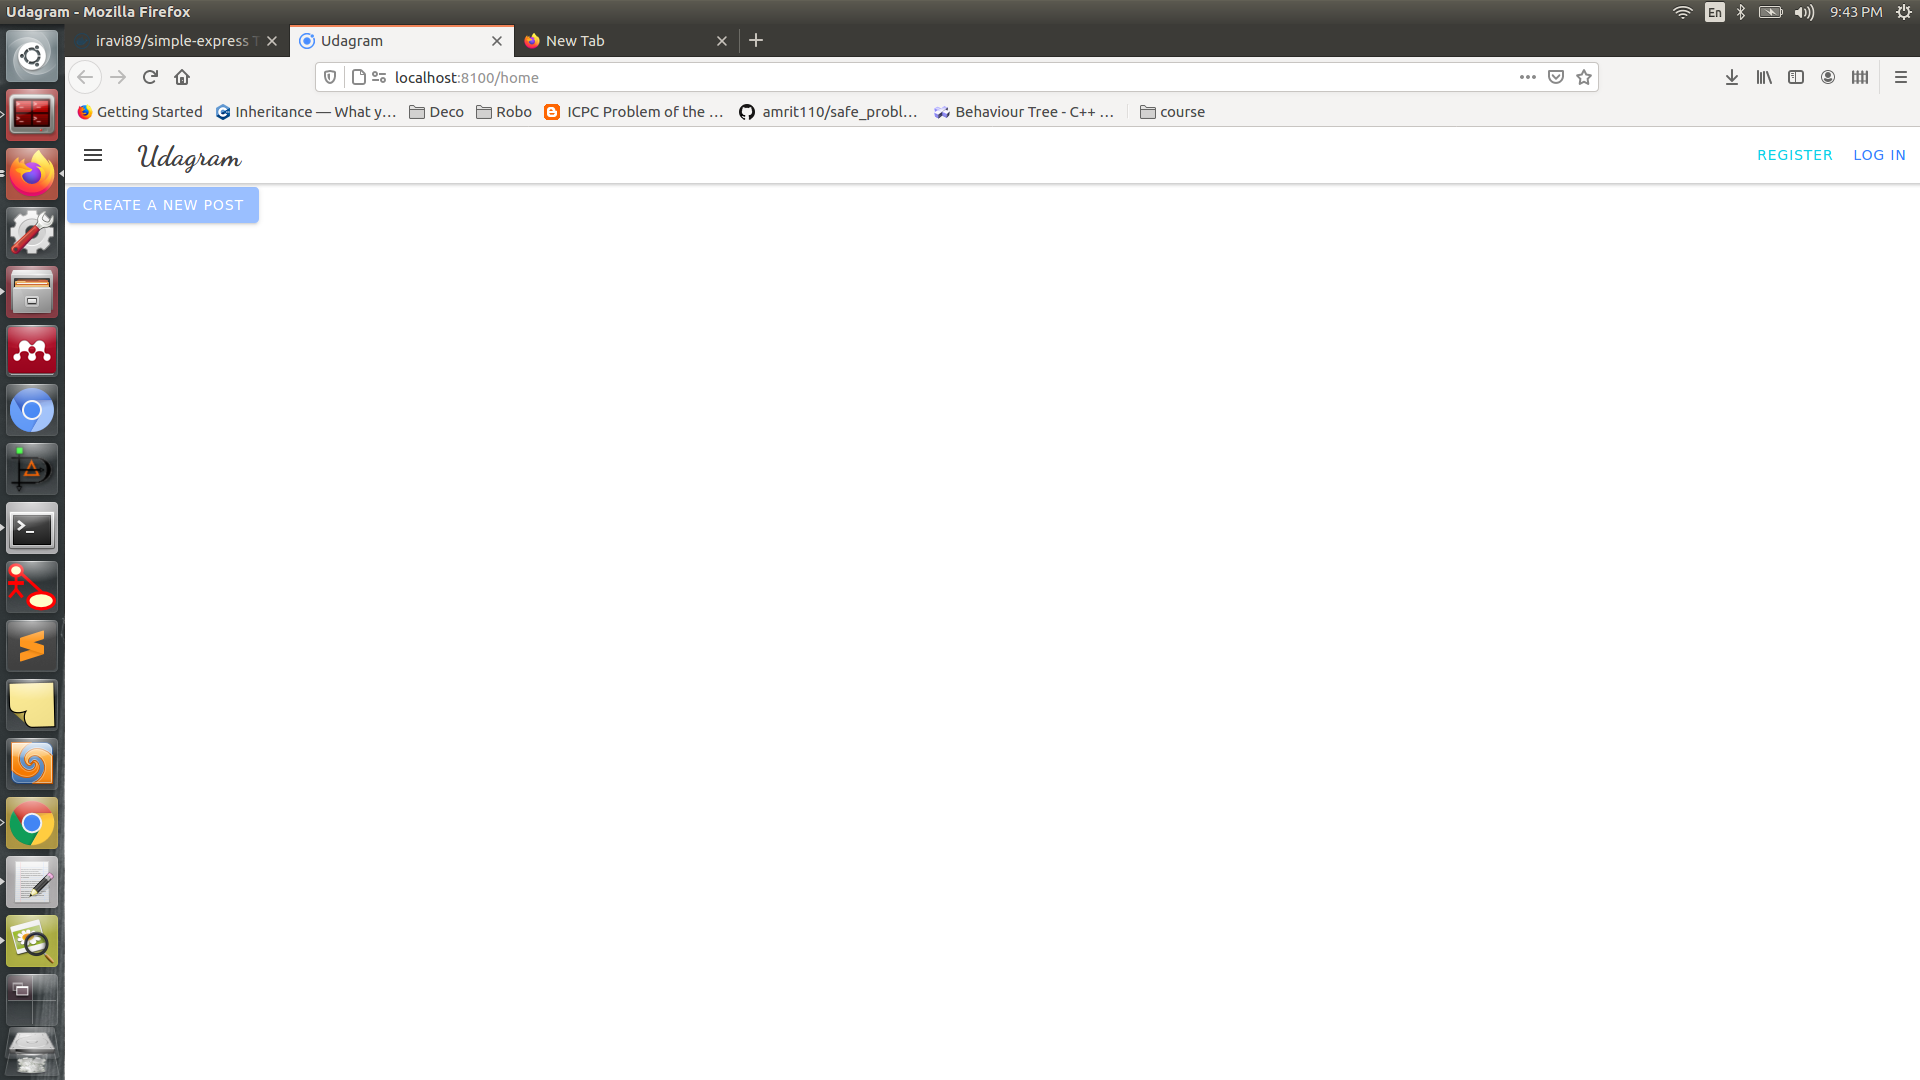 Udagram - Mozilla Firefox
En
9:43 PM
iravi89/simple-express
Udagram
New Tab
localhost:8100/home
Getting Started
Inheritance — What y…
Deco
Robo
ICPC Problem of the …
amrit110/safe_probl…
Behaviour Tree - C++ …
course
Udagram
REGISTER
LOG IN
CREATE A NEW POST